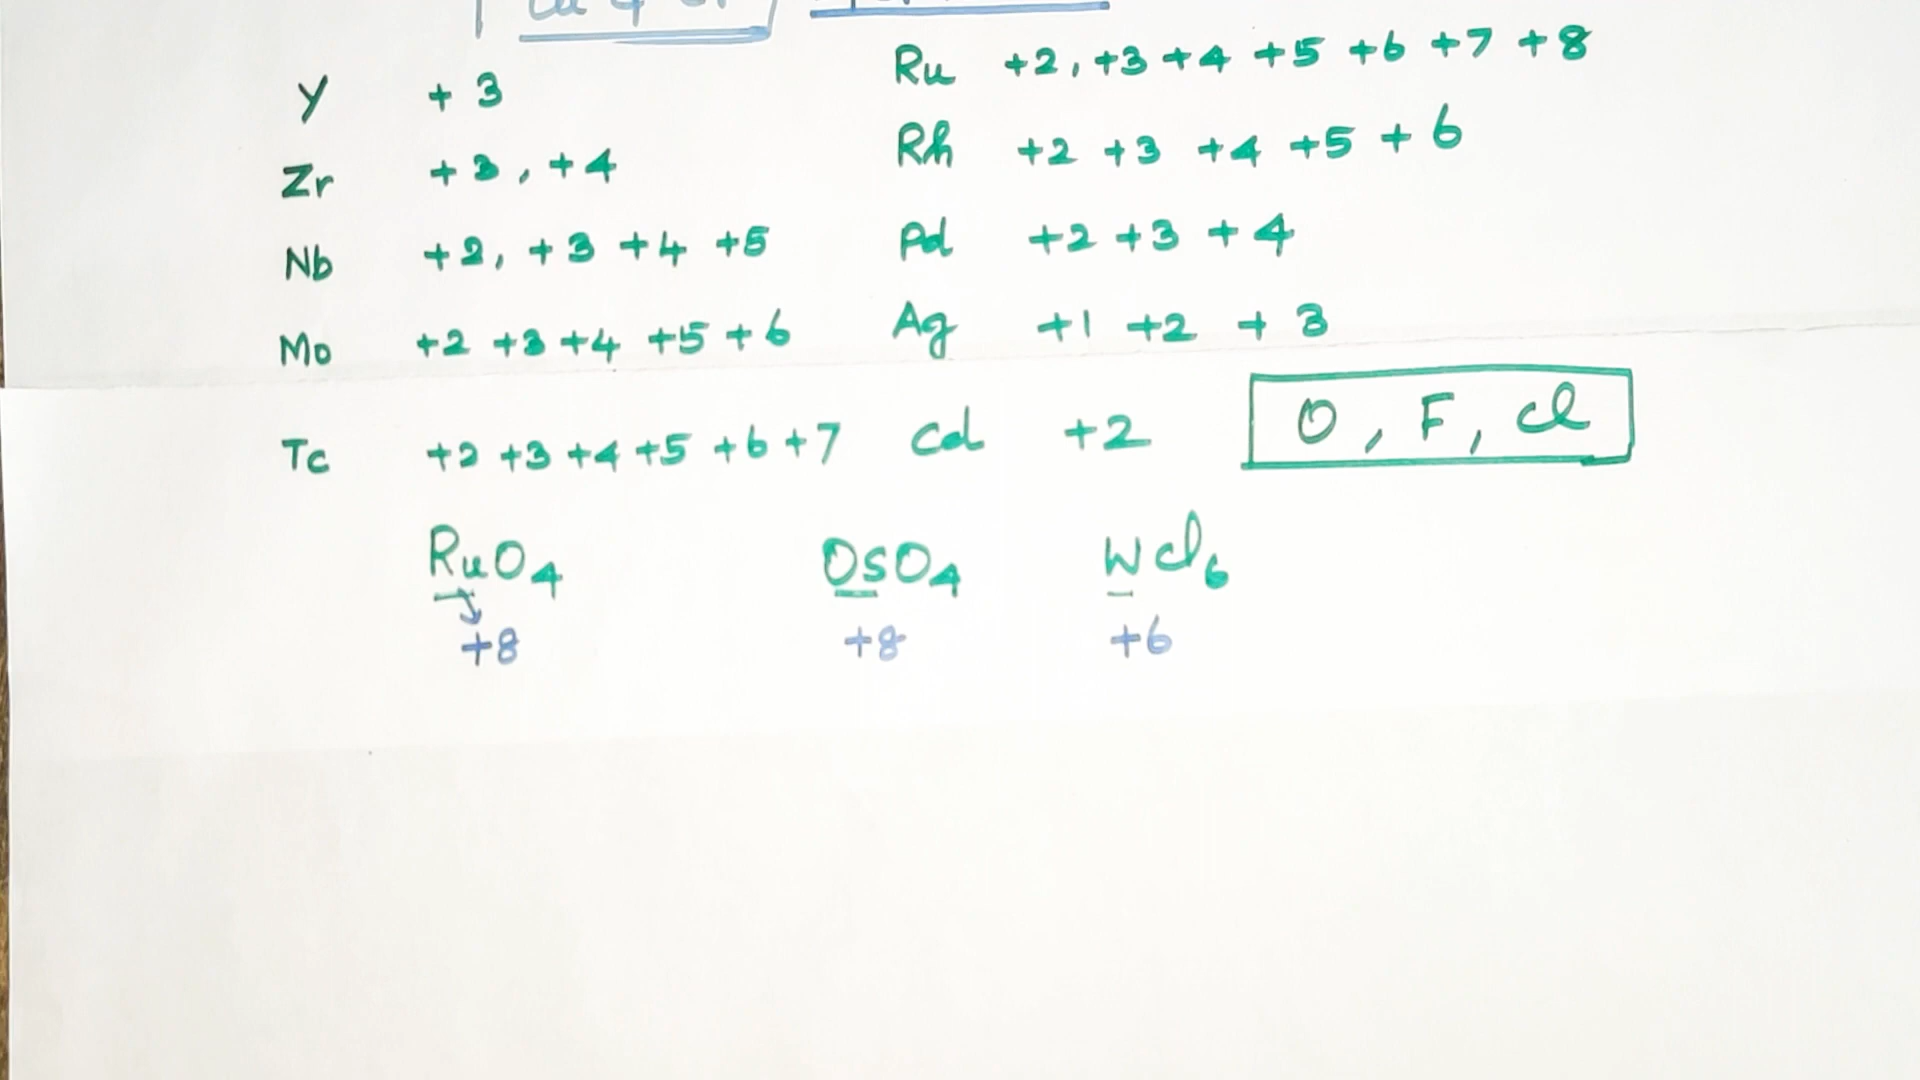 Y +3
Zr +3, +4
Nb +2, +3 +4 +5
Mo +2 +3 +4 +5 +6
Tc +2 +3 +4 +5 +6 +7
Ru +2, +3 +4 +5 +6 +7 +8
Rh +2 +3 +4 +5 +6
Pd +2 +3 +4
Ag +1 +2 +3
Cd +2
O, F, Cl
RuO4 OsO4 WCl6
+8 +8 +6